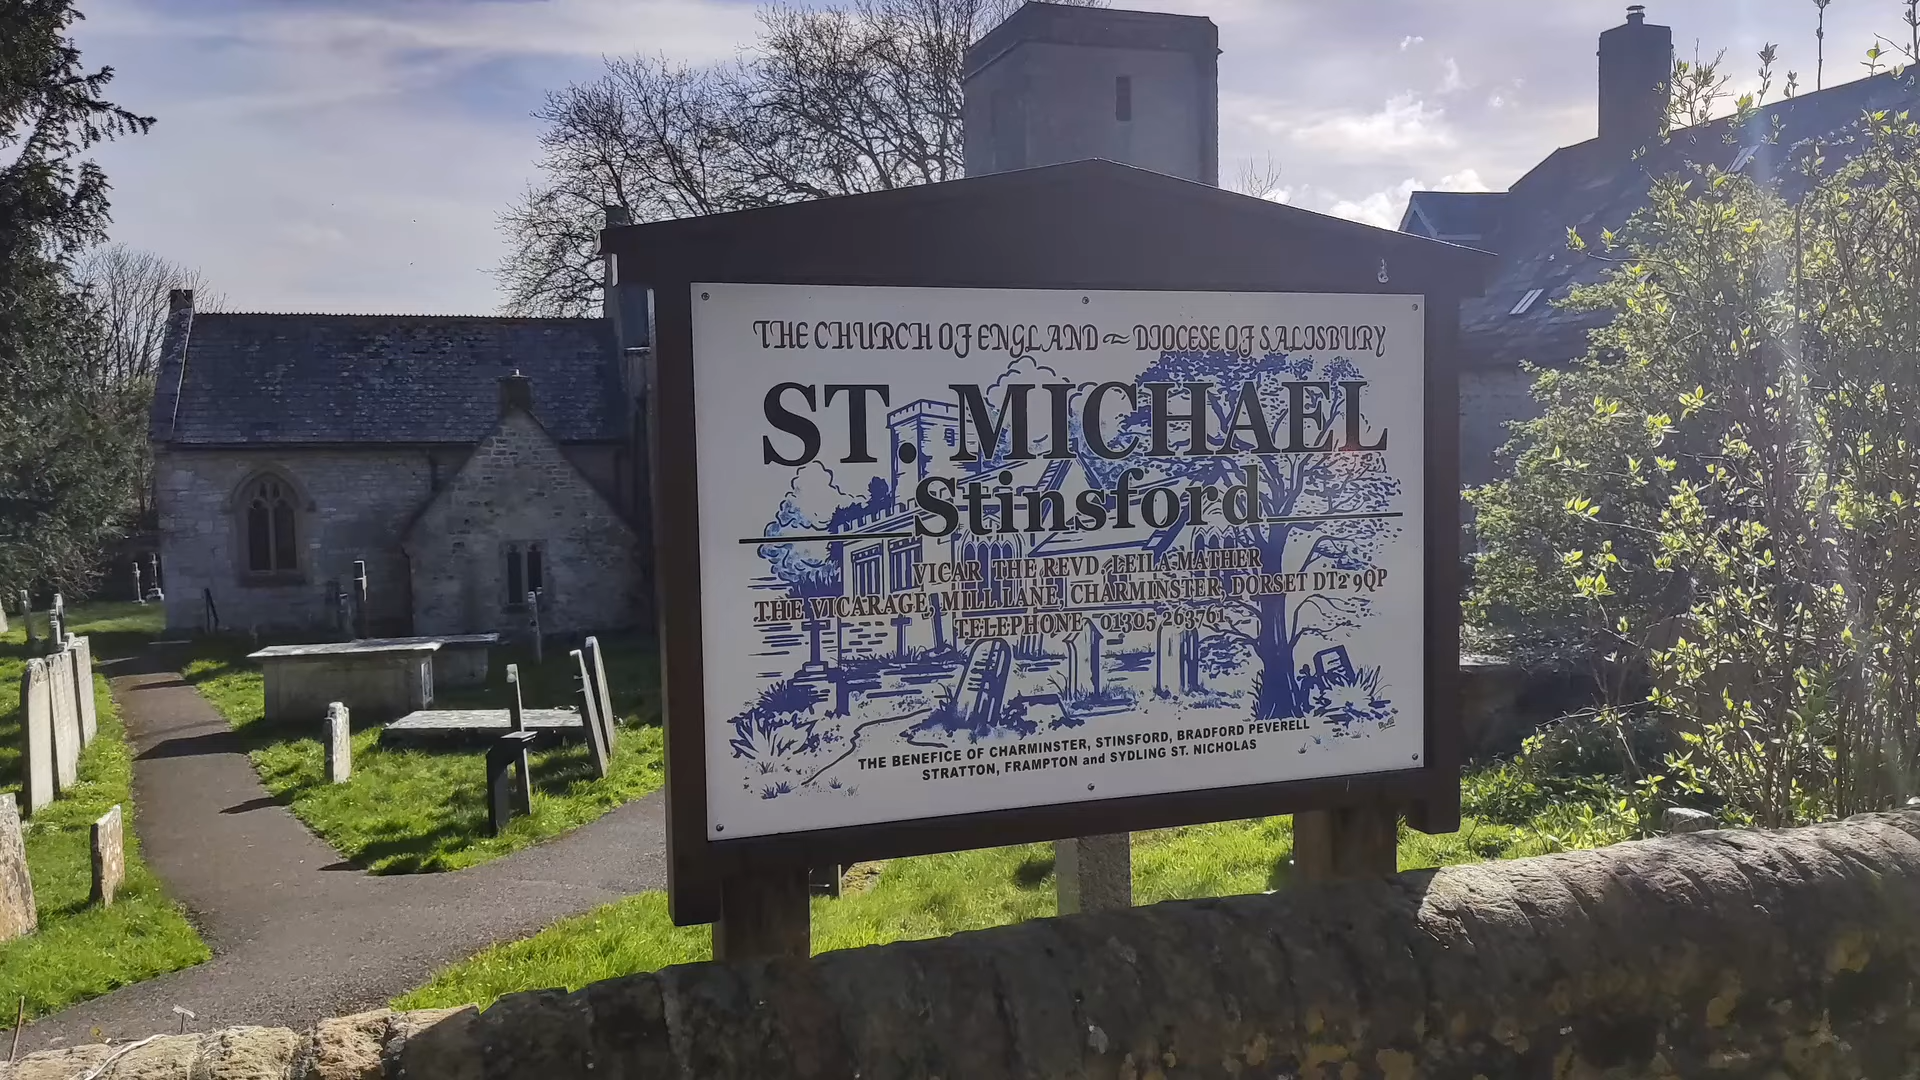 THE CHURCH OF ENGLAND ~ DIOCESE OF SALISBURY
ST. MICHAEL
Stinsford
VICAR THE REVD. LEILA MATHER
THE VICARAGE, MILL LANE, CHARMINSTER, DORSET DT2 9QP
TELEPHONE 01305 263761
THE BENEFICE OF CHARMINSTER, STINSFORD, BRADFORD PEVERELL
STRATTON, FRAMPTON and SYDLING ST. NICHOLAS